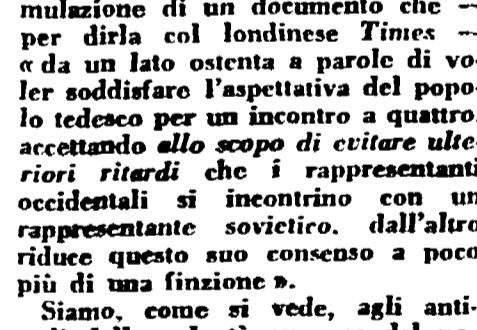 mulazione di un documento che —
per dirla col londinese Times —
« da un lato ostenta a parole di vo-
ler soddisfare l'aspettativa del popo-
lo tedesco per un incontro a quattro,
accettando allo scopo di evitare ulte-
riori ritardi che i rappresentanti
occidentali si incontrino con un
rappresentante sovietico, dall'altro
riduce questo suo consenso a poco
più di una finzione ».
Siamo, come si vede, agli anti-